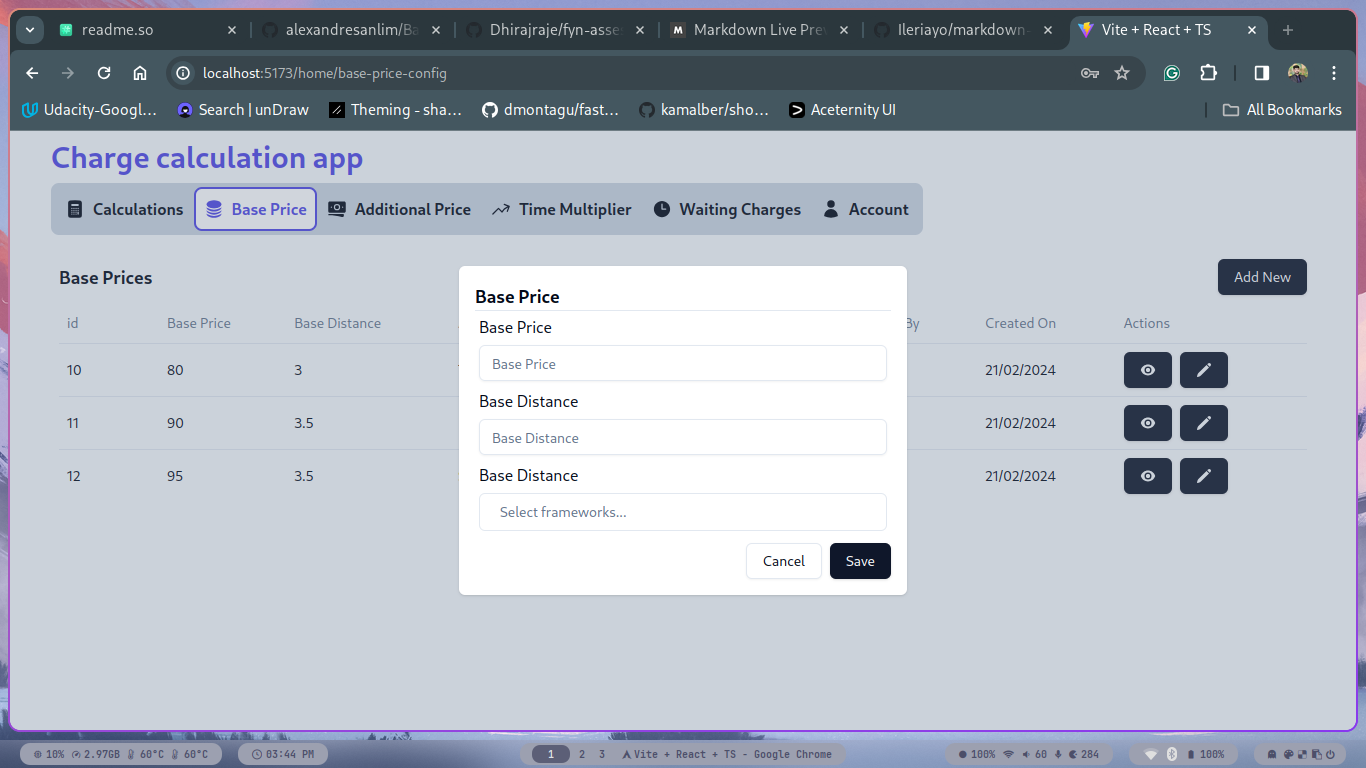 readme.so
alexandresanlim/Ba
Dhirajraje/fyn-asse
Markdown Live Prev
Ileriayo/markdown-
Vite + React + TS
localhost:5173/home/base-price-config
Udacity-Googl...
Search | unDraw
Theming - sha...
dmontagu/fast...
kamalber/sho...
Aceternity UI
All Bookmarks
Charge calculation app
Calculations
Base Price
Additional Price
Time Multiplier
Waiting Charges
Account
Base Prices
Add New
id Base Price Base Distance By Created On Actions
10 80 3 21/02/2024
11 90 3.5 21/02/2024
12 95 3.5 21/02/2024
Base Price
Base Price
Base Price
Base Distance
Base Distance
Base Distance
Select frameworks...
Cancel
Save
10% 2.97GB 60°C 60°C
03:44 PM
1 2 3 Vite + React + TS - Google Chrome
100% 60 284
100%